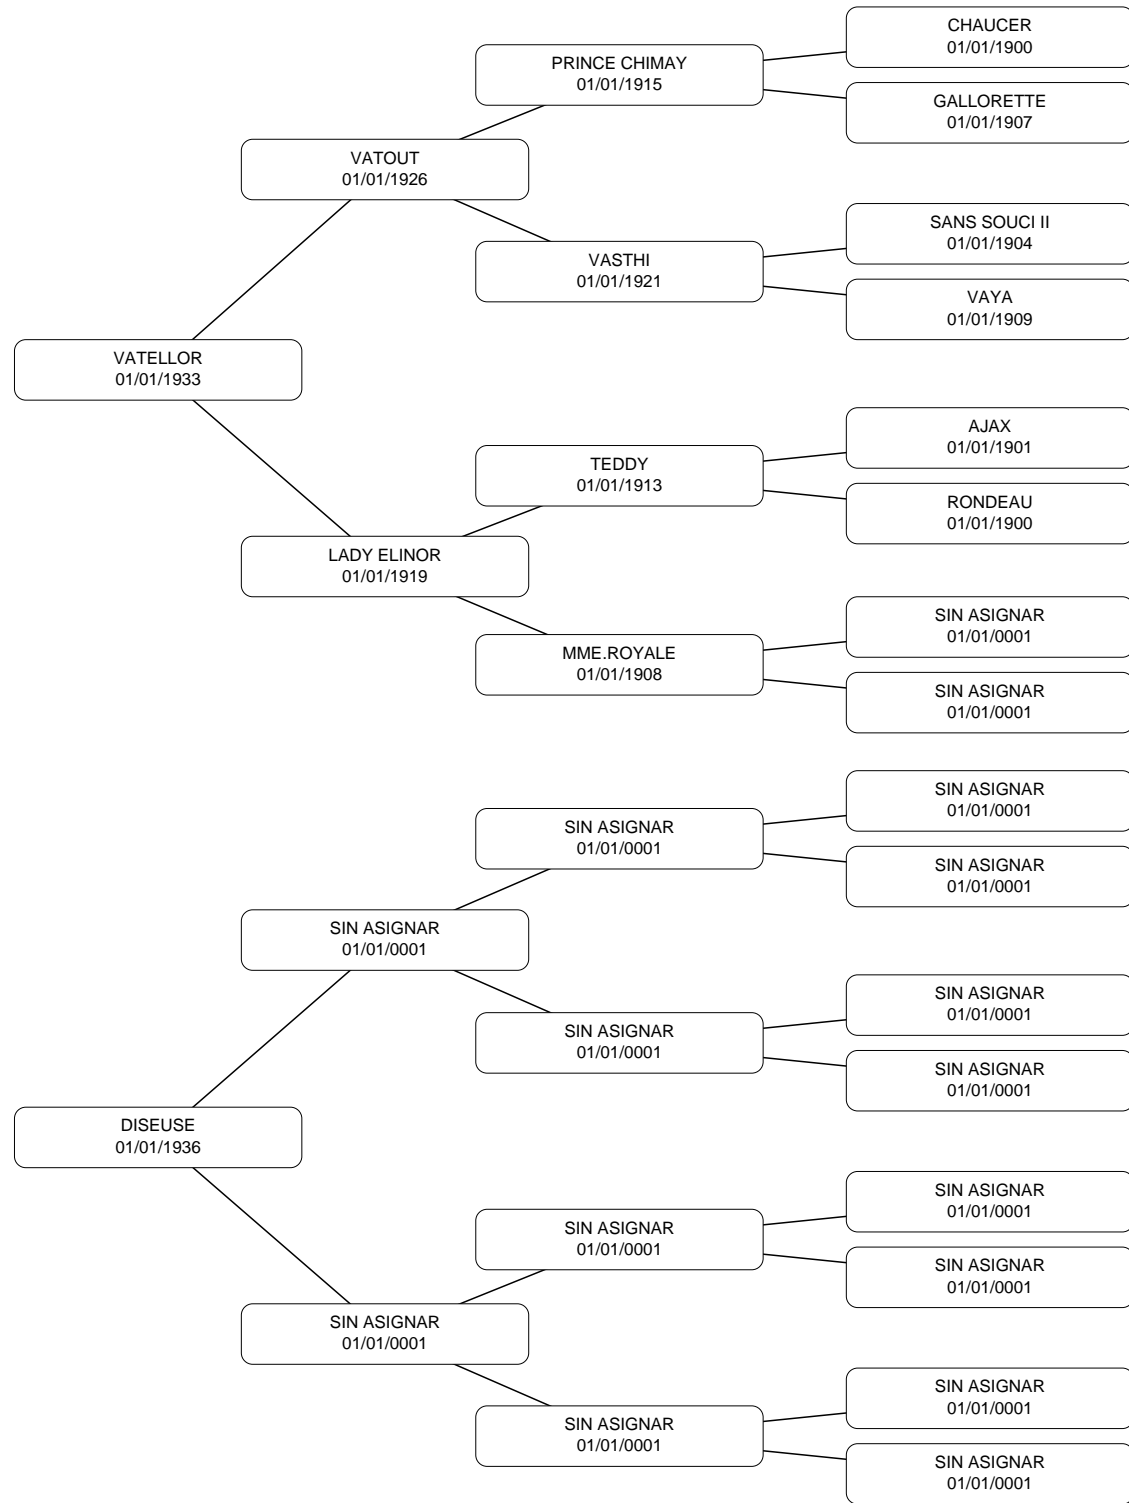 CHAUCER
01/01/1900
PRINCE CHIMAY
01/01/1915
GALLORETTE
01/01/1907
VATOUT
01/01/1926
SANS SOUCI II
01/01/1904
VASTHI
01/01/1921
VAYA
01/01/1909
VATELLOR
01/01/1933
AJAX
01/01/1901
TEDDY
01/01/1913
RONDEAU
01/01/1900
LADY ELINOR
01/01/1919
SIN ASIGNAR
01/01/0001
MME.ROYALE
01/01/1908
SIN ASIGNAR
01/01/0001
SIN ASIGNAR
01/01/0001
SIN ASIGNAR
01/01/0001
SIN ASIGNAR
01/01/0001
SIN ASIGNAR
01/01/0001
SIN ASIGNAR
01/01/0001
SIN ASIGNAR
01/01/0001
SIN ASIGNAR
01/01/0001
DISEUSE
01/01/1936
SIN ASIGNAR
01/01/0001
SIN ASIGNAR
01/01/0001
SIN ASIGNAR
01/01/0001
SIN ASIGNAR
01/01/0001
SIN ASIGNAR
01/01/0001
SIN ASIGNAR
01/01/0001
SIN ASIGNAR
01/01/0001